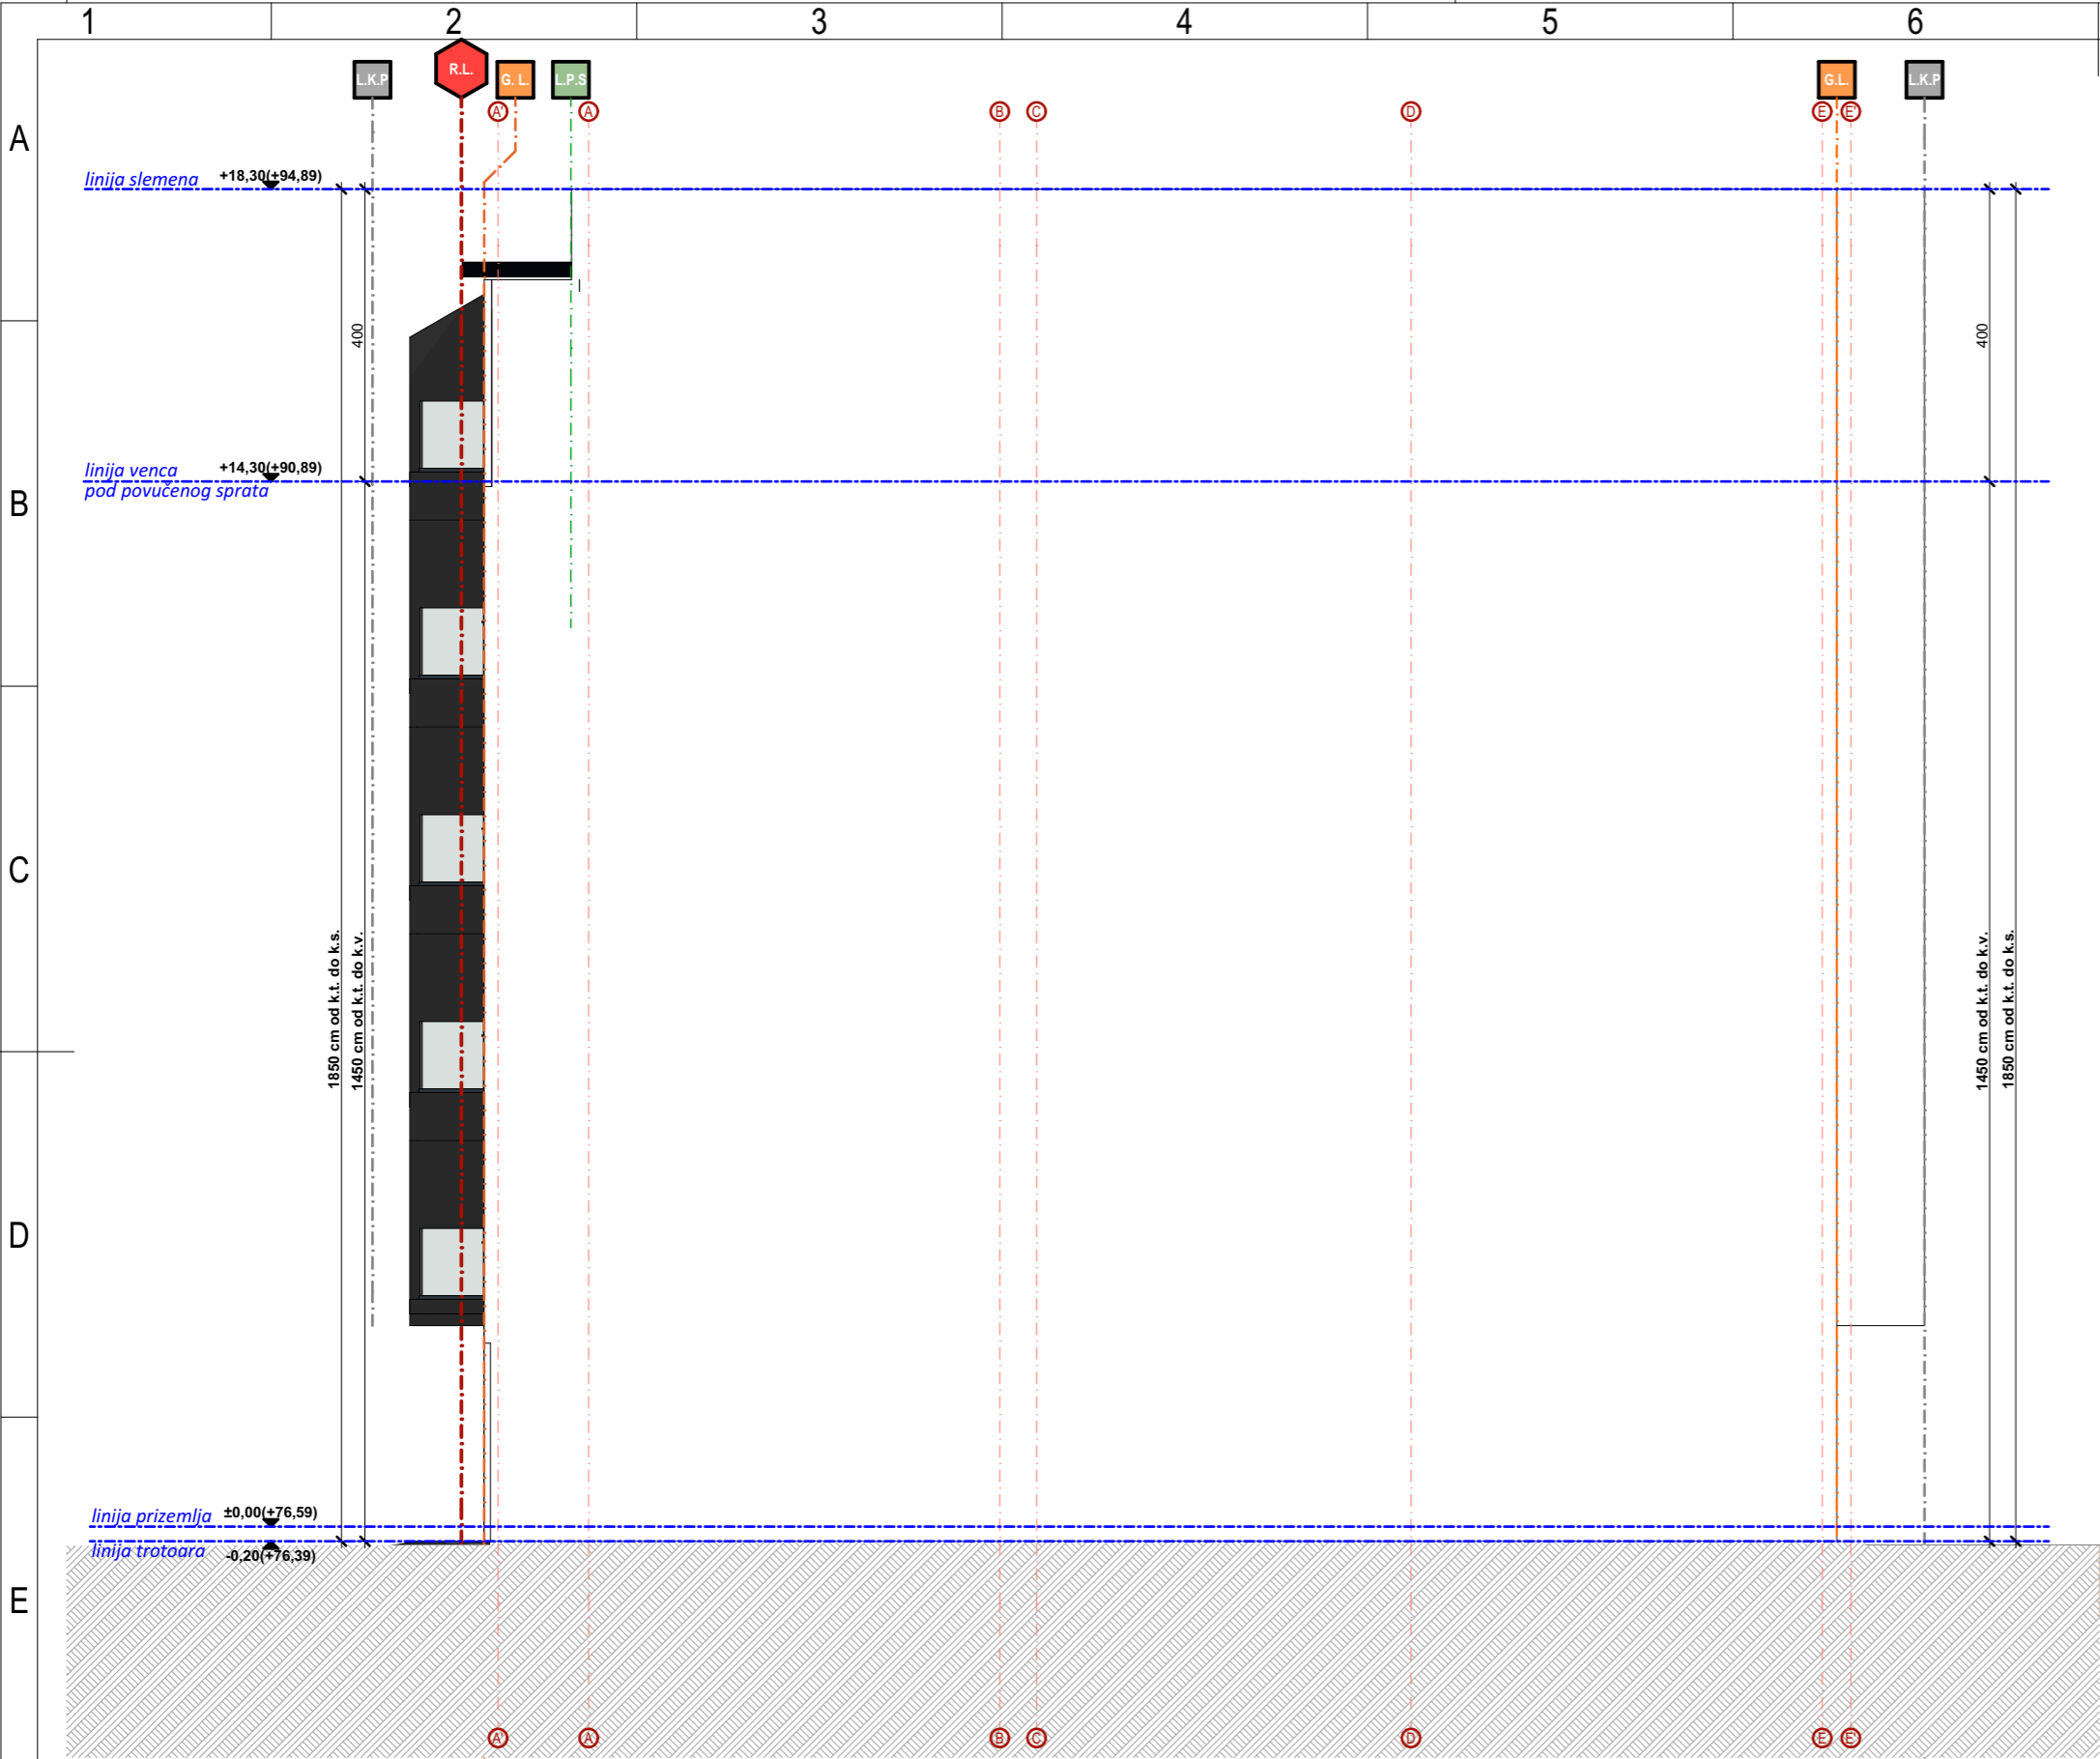 1 2 3 4 5 6
L.K.P R.L. G. L. L.P.S G.L. L.K.P
A' A B C D E E'
A
linija slemena +18,30(+94,89)
400 400
linija venca +14,30(+90,89)
pod povučenog sprata
B
C
1850 cm od k.t. do k.s.
1450 cm od k.t. do k.v.
1450 cm od k.t. do k.v.
1850 cm od k.t. do k.s.
D
linija prizemlja ±0,00(+76,59)
linija trotoara -0,20(+76,39)
E
A' A B C D E E'